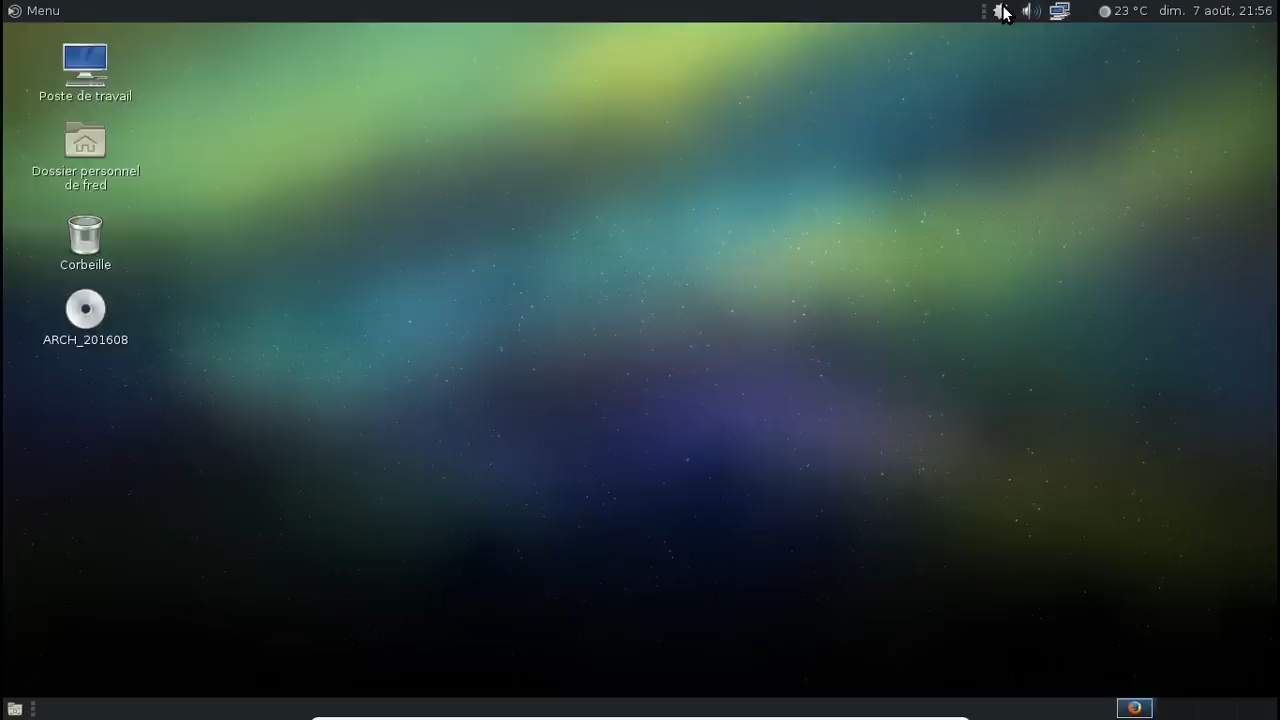 Menu
23 °C dim. 7 août, 21:56
Poste de travail
Dossier personnel
de fred
Corbeille
ARCH_201608